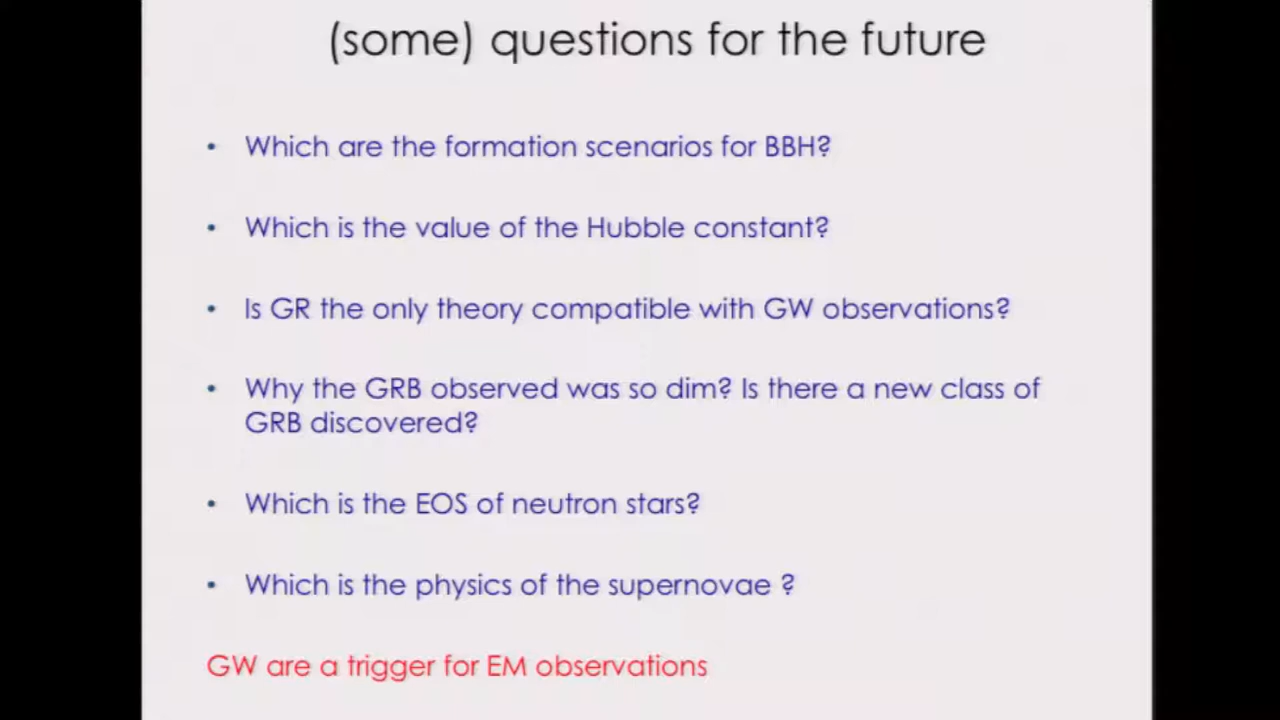 (some) questions for the future
• Which are the formation scenarios for BBH?
• Which is the value of the Hubble constant?
• Is GR the only theory compatible with GW observations?
• Why the GRB observed was so dim? Is there a new class of
GRB discovered?
• Which is the EOS of neutron stars?
• Which is the physics of the supernovae ?
GW are a trigger for EM observations